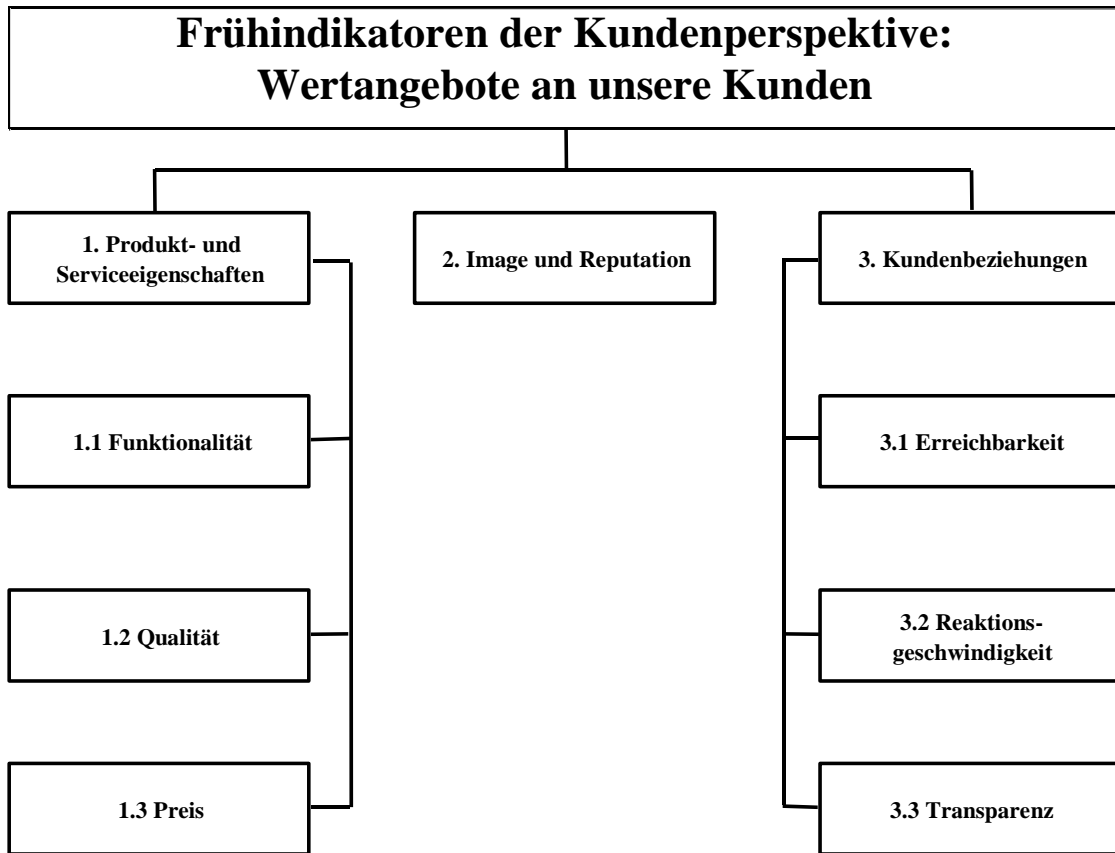 Frühindikatoren der Kundenperspektive:
Wertangebote an unsere Kunden
1. Produkt- und
Serviceeigenschaften
2. Image und Reputation
3. Kundenbeziehungen
1.1 Funktionalität
3.1 Erreichbarkeit
1.2 Qualität
3.2 Reaktions-
geschwindigkeit
1.3 Preis
3.3 Transparenz